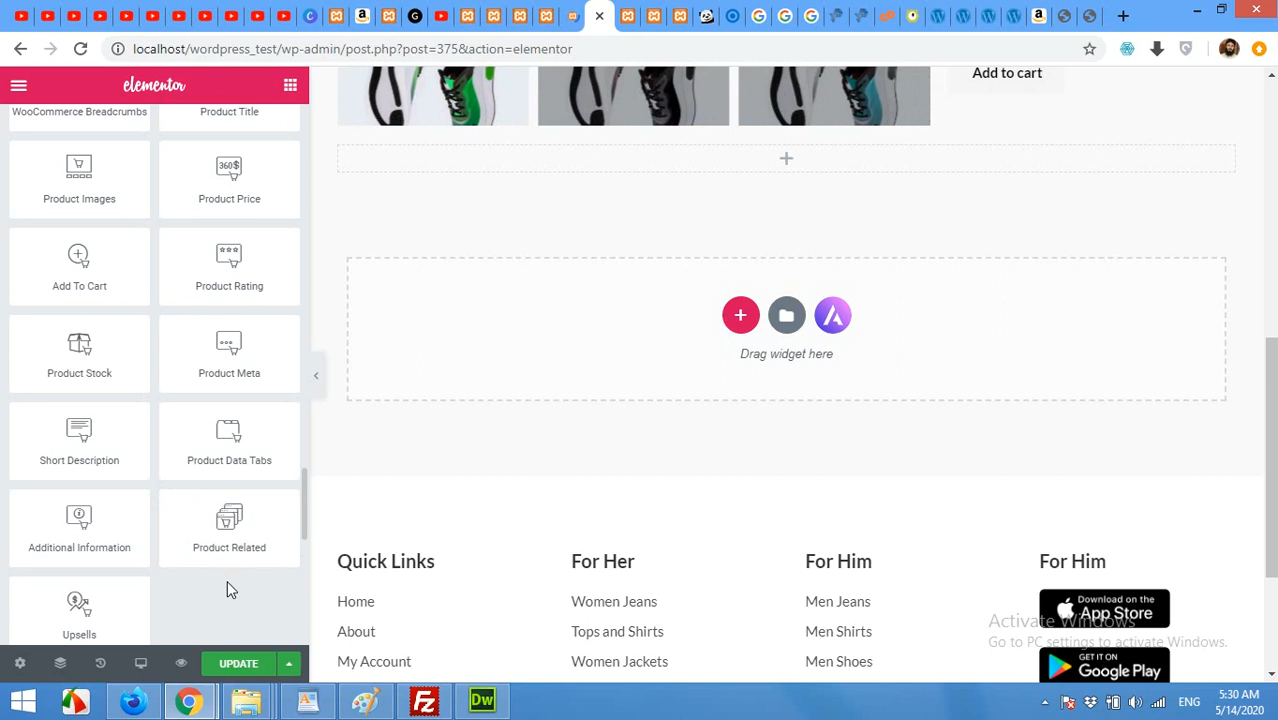 localhost/wordpress_test/wp-admin/post.php?post=375&action=elementor
elementor
WooCommerce Breadcrumbs
Product Title
Product Images
360$
Product Price
Add To Cart
Product Rating
Product Stock
Product Meta
Short Description
Product Data Tabs
Additional Information
Product Related
Upsells
UPDATE
Add to cart
Drag widget here
Quick Links
Home
About
My Account
For Her
Women Jeans
Tops and Shirts
Women Jackets
For Him
Men Jeans
Men Shirts
Men Shoes
For Him
Download on the
App Store
GET IT ON
Google Play
Activate Windows
Go to PC settings to activate Windows.
Dw
ENG
5:30 AM
5/14/2020